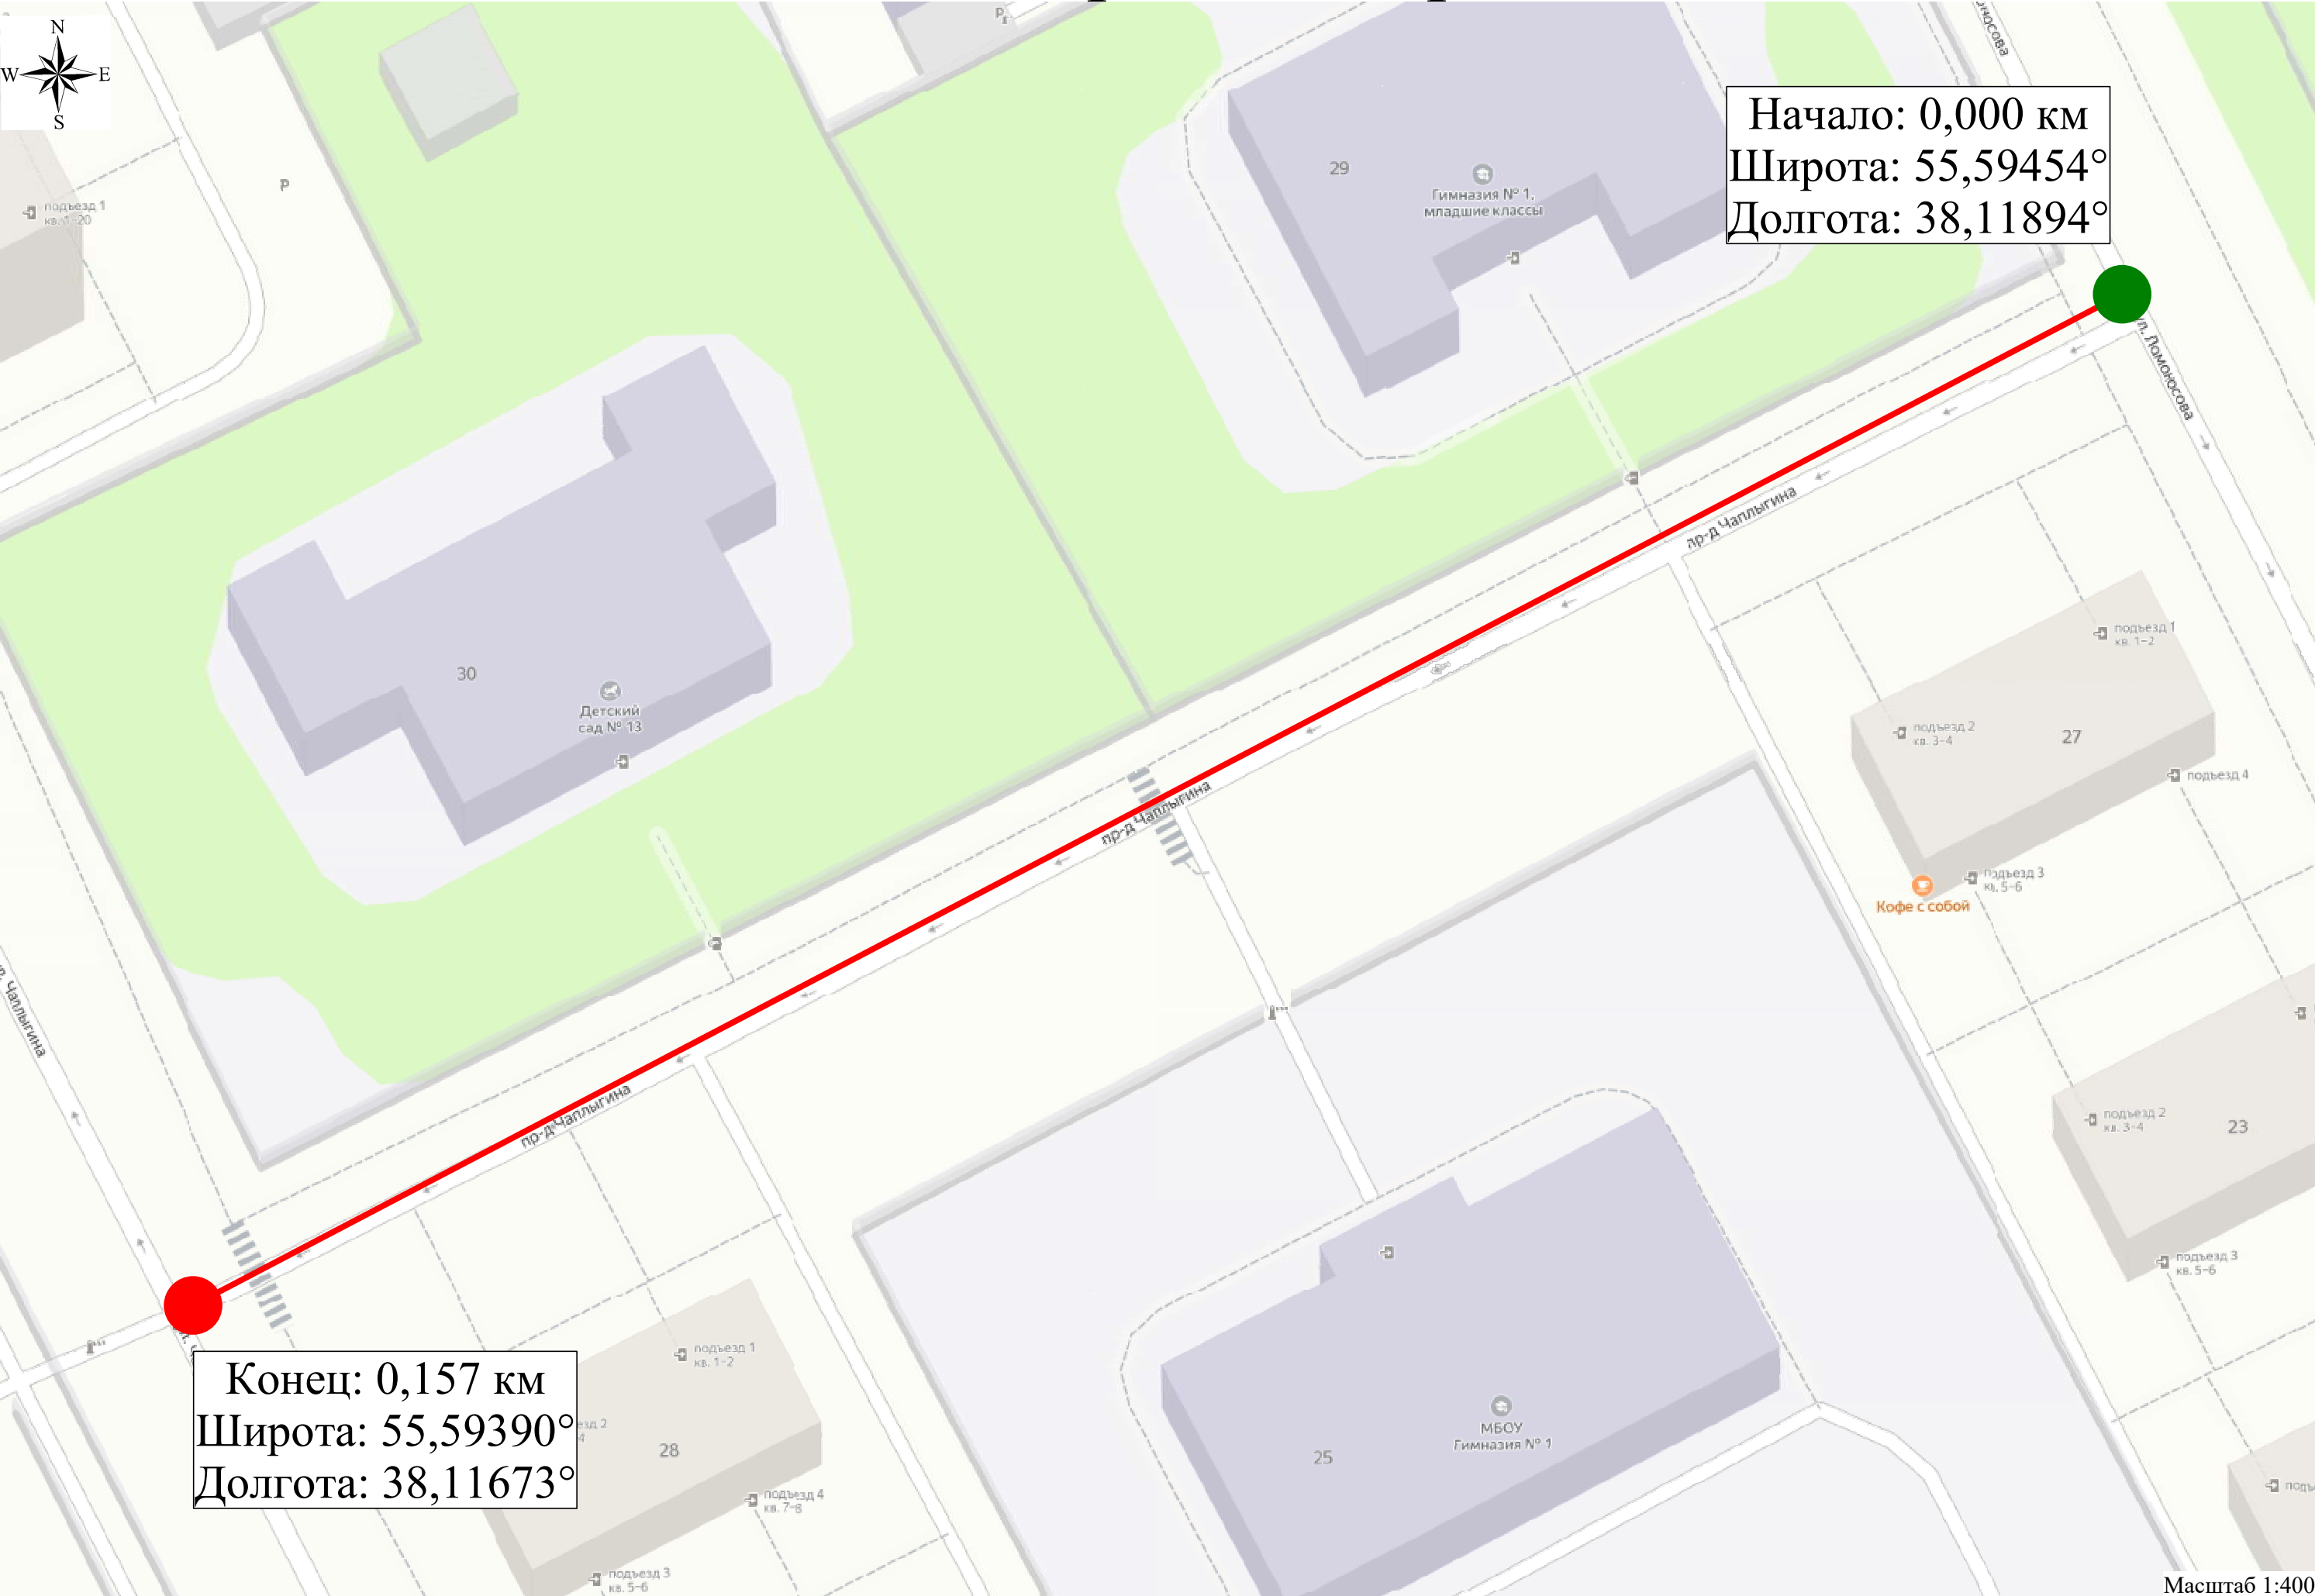 N
W
E
S
Р
подъезд 1
кв. 1-20
Р
29
Гимназия № 1,
младшие классы
Начало: 0,000 км
Широта: 55,59454°
Долгота: 38,11894°
ул. Ломоносова
пр-д Чаплыгина
30
Детский
сад № 13
подъезд 1
кв. 1-2
подъезд 2
кв. 3-4
27
подъезд 4
пр-д Чаплыгина
подъезд 3
кв. 5-6
Кофе с собой
Чаплыгина
пр-д Чаплыгина
подъезд 2
кв. 3-4
23
подъезд 3
кв. 5-6
Конец: 0,157 км
Широта: 55,59390°
Долгота: 38,11673°
подъезд 1
кв. 1-2
28
подъезд 4
кв. 7-8
подъезд 3
кв. 5-6
25
МБОУ
Гимназия № 1
Масштаб 1:400